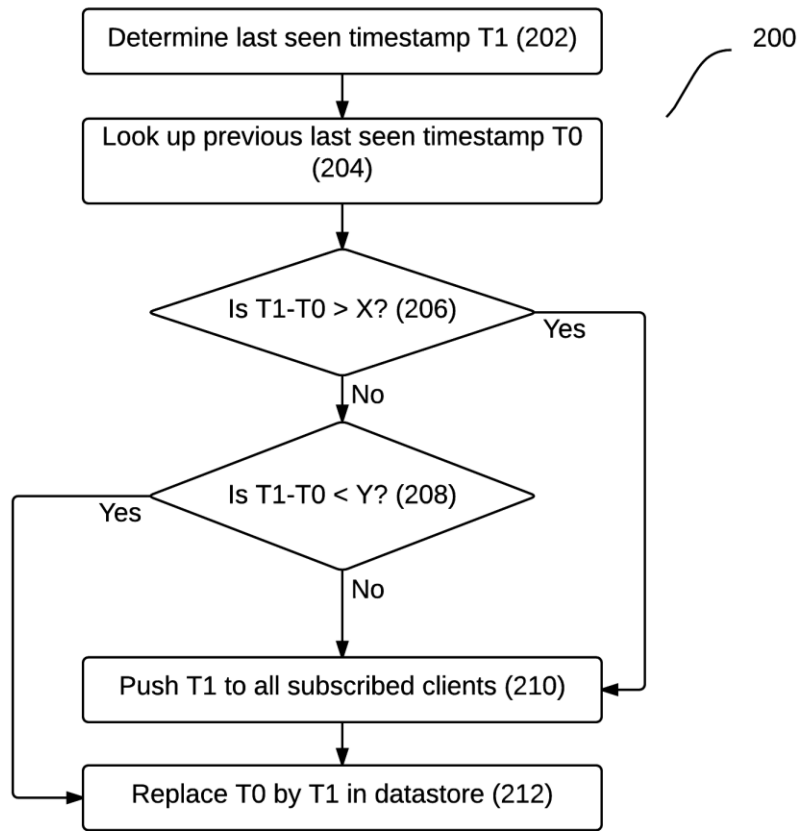 Determine last seen timestamp T1 (202)
200
Look up previous last seen timestamp T0
(204)
Is T1-T0 > X? (206)
Yes
No
Is T1-T0 < Y? (208)
Yes
No
Push T1 to all subscribed clients (210)
Replace T0 by T1 in datastore (212)